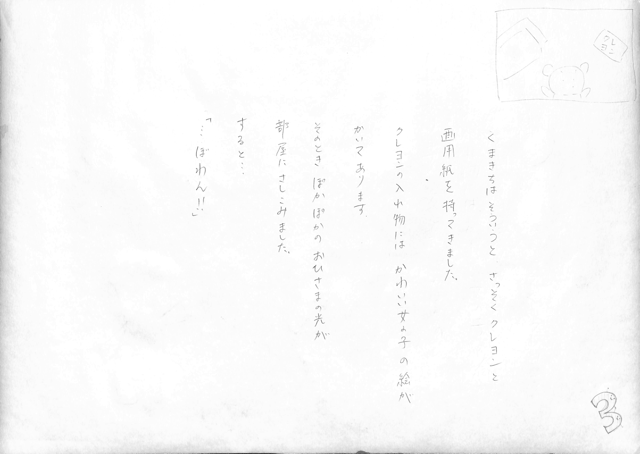 くまきちは そういうと さっそく クレヨンと
画用紙を 持ってきました。
クレヨンの入れ物には かわいい女の子の絵が
かいてあります。
そのとき ぽかぽかの おひさまの光が
部屋に さしこみました。
すると…
「…ぼわん!!」
クレヨン
3